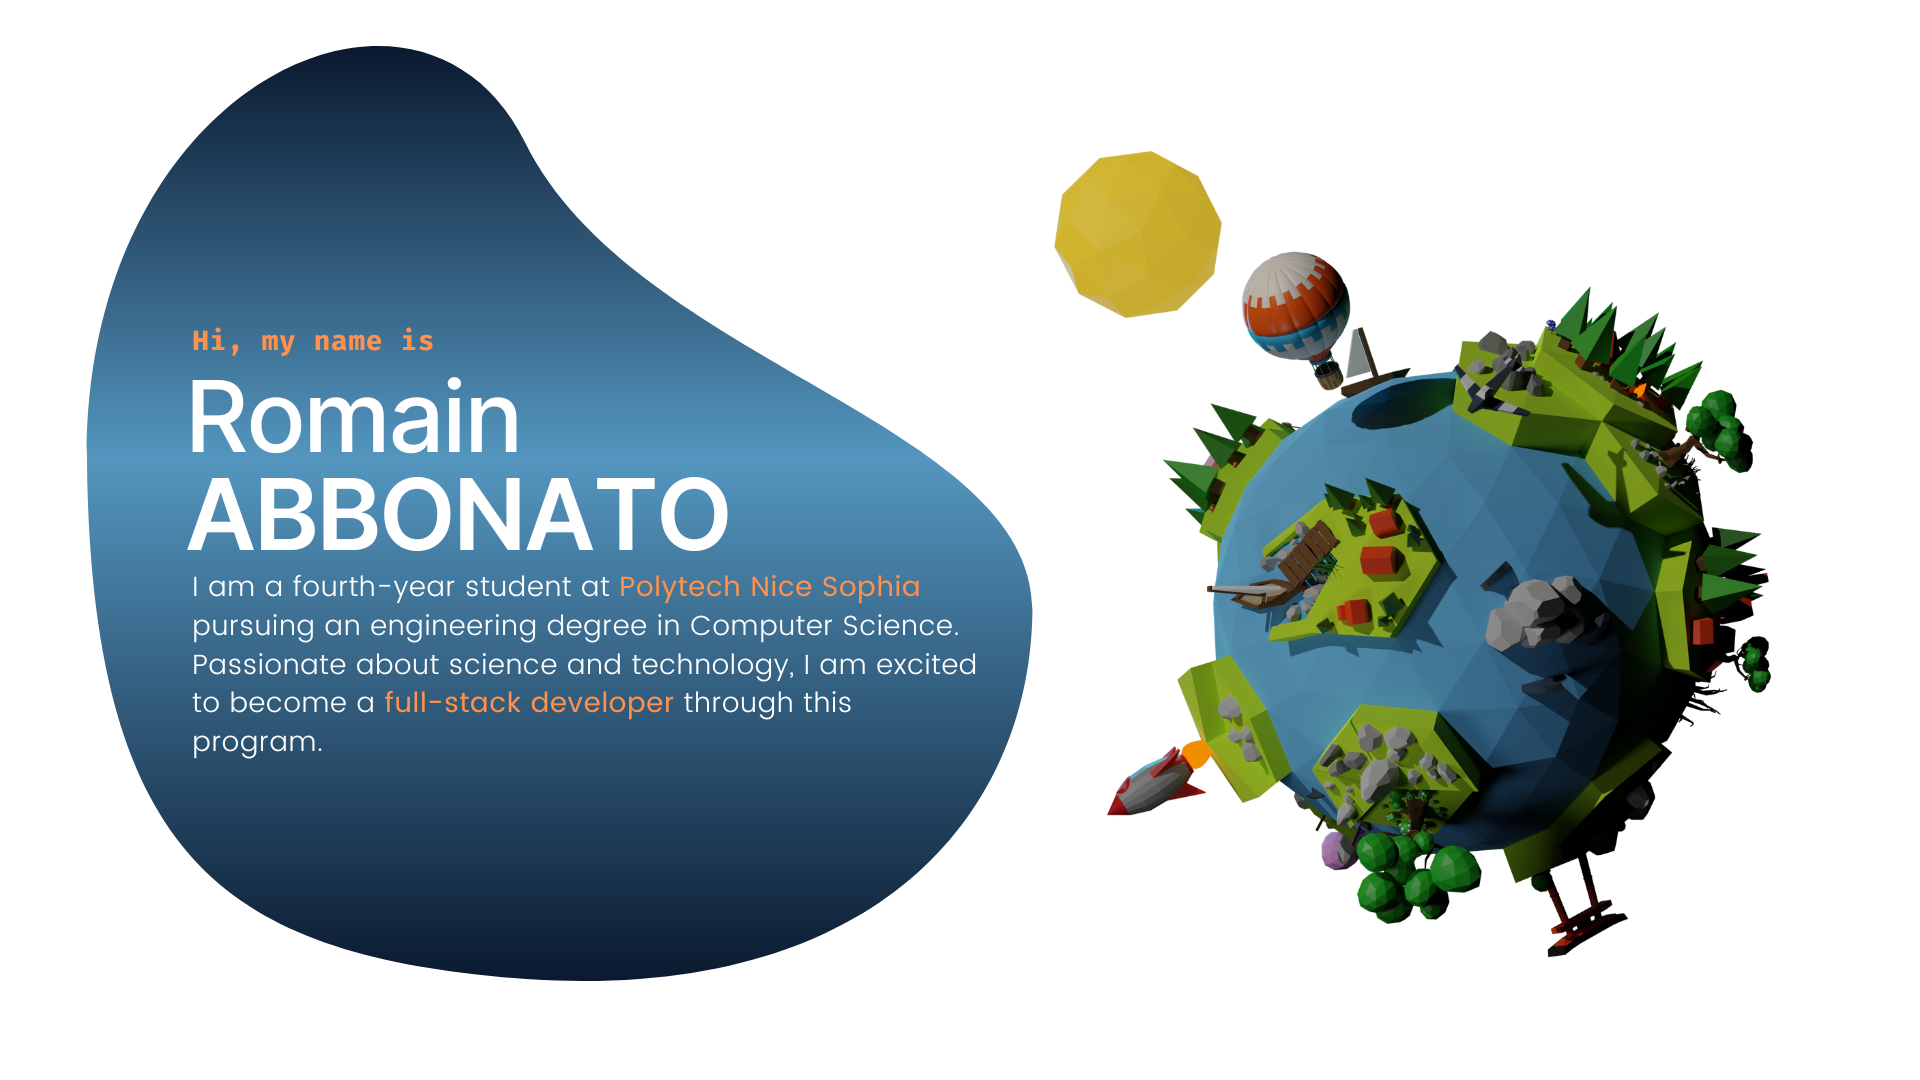 Hi, my name is
Romain
ABBONATO
I am a fourth-year student at Polytech Nice Sophia
pursuing an engineering degree in Computer Science.
Passionate about science and technology, I am excited
to become a full-stack developer through this
program.